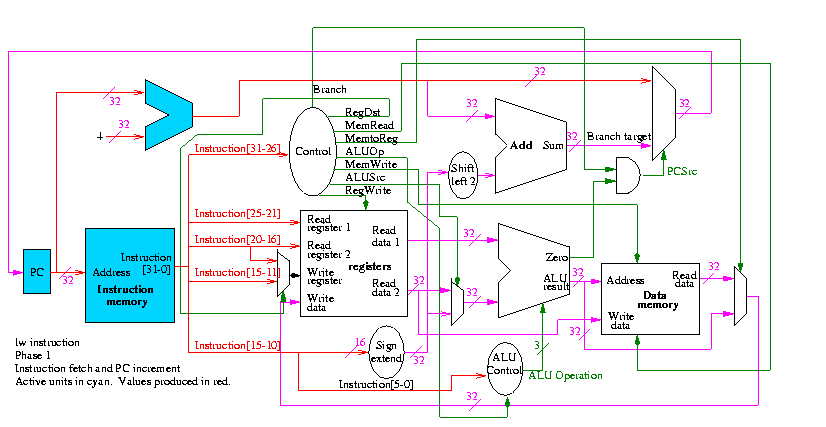 32
32
32
32
4
Branch
RegDst
MemRead
MemtoReg
ALUOp
MemWrite
ALUSrc
RegWrite
Control
Instruction[31-26]
32
Add Sum
32
Branch target
32
Shift
left 2
PCSrc
Instruction[25-21]
Instruction[20-16]
Instruction[15-11]
Read
register 1
Read
register 2
Write
register
Write
data
registers
Read
data 1
Read
data 2
32
32
32
Zero
ALU
result
32
32
Address
Read
data
Data
memory
Write
data
32
PC
32
Address
Instruction
[31-0]
Instruction
memory
Instruction[15-10]
16
Sign
extend
32
Instruction[5-0]
ALU
Control
3
ALU Operation
32
lw instruction
Phase 1
Instruction fetch and PC increment
Active units in cyan. Values produced in red.